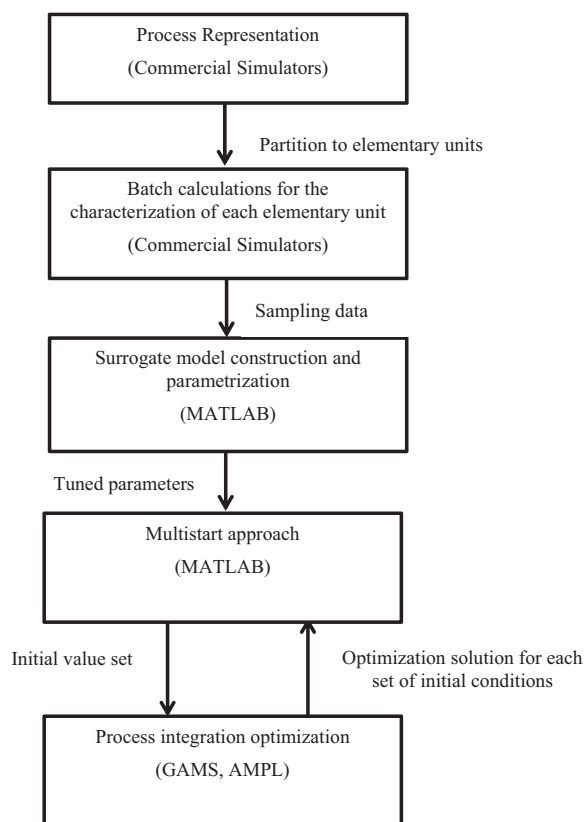 Process Representation
(Commercial Simulators)
Partition to elementary units
Batch calculations for the
characterization of each elementary unit
(Commercial Simulators)
Sampling data
Surrogate model construction and
parametrization
(MATLAB)
Tuned parameters
Multistart approach
(MATLAB)
Initial value set
Optimization solution for each
set of initial conditions
Process integration optimization
(GAMS, AMPL)